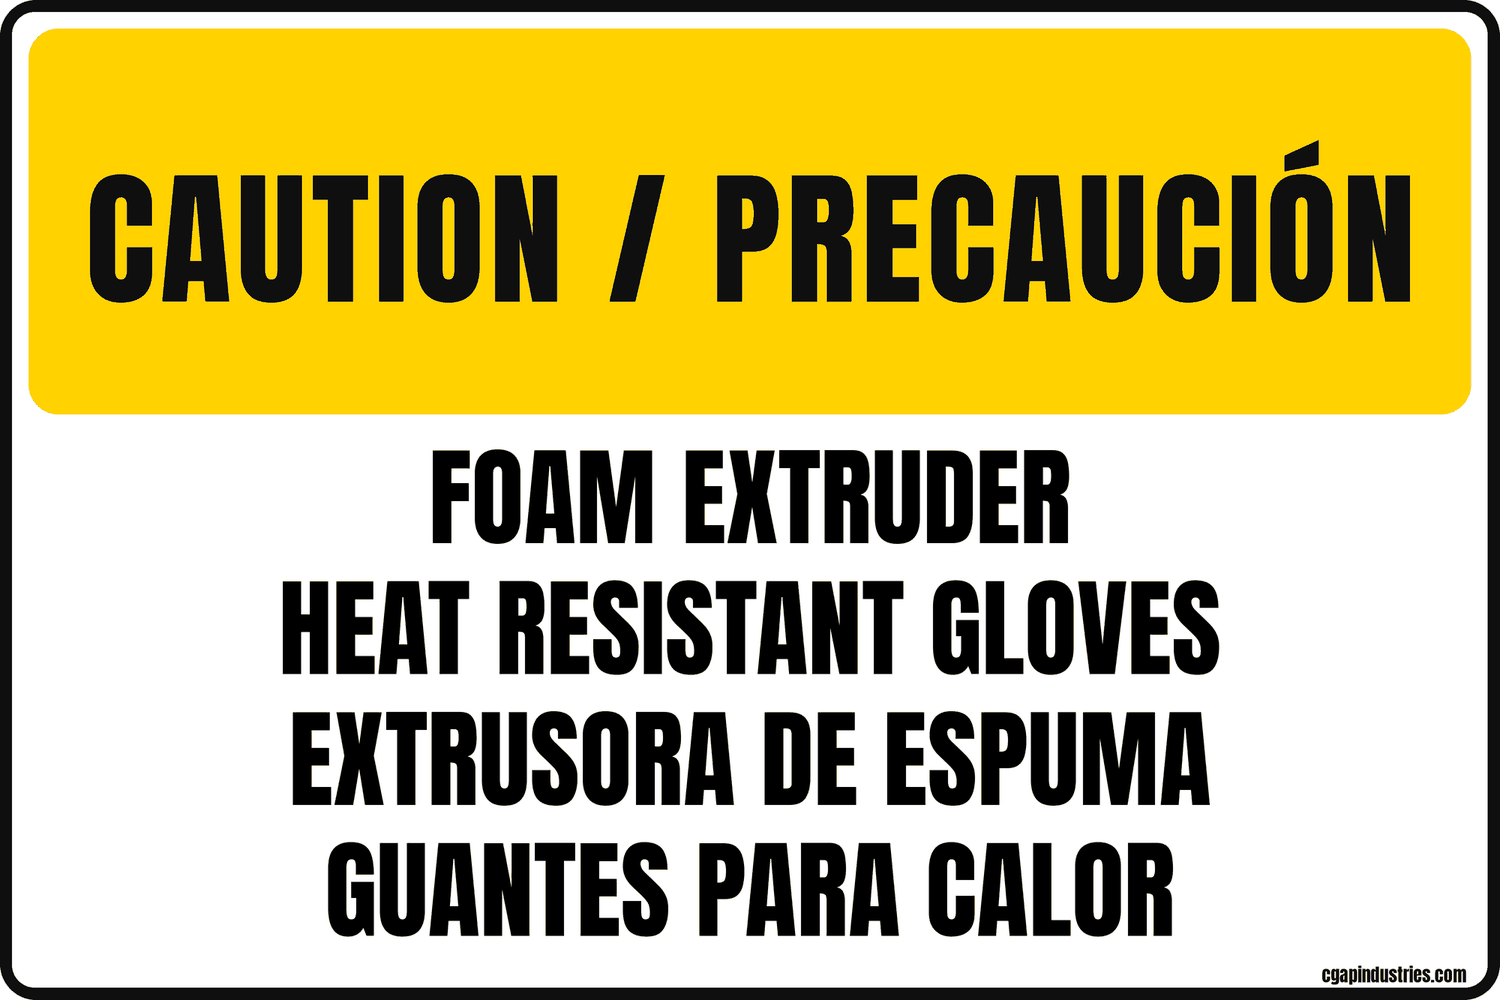 CAUTION / PRECAUCIÓN
FOAM EXTRUDER
HEAT RESISTANT GLOVES
EXTRUSORA DE ESPUMA
GUANTES PARA CALOR
cgapindustries.com